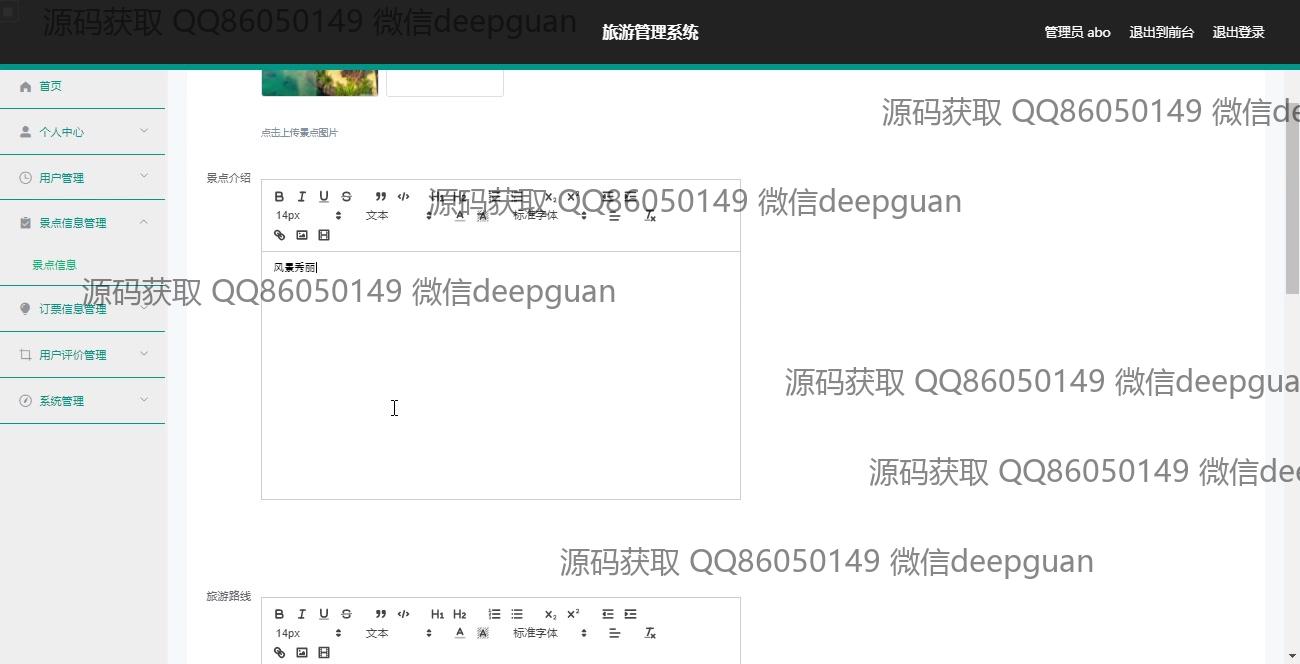 源码获取 QQ86050149 微信deepguan
旅游管理系统
管理员 abo 退出到前台 退出登录
首页
源码获取 QQ86050149 微信de
个人中心
点击上传景点图片
用户管理
景点介绍
B I U S H1 H2 X₂ X²
源码获取 QQ86050149 微信deepguan
14px 文本 A A 标准字体 Tx
景点信息管理
风景秀丽
景点信息
源码获取 QQ86050149 微信deepguan
订票信息管理
用户评价管理
源码获取 QQ86050149 微信deepgua
系统管理
源码获取 QQ86050149 微信dee
源码获取 QQ86050149 微信deepguan
旅游路线
B I U S H1 H2 X₂ X²
14px 文本 A A 标准字体 Tx